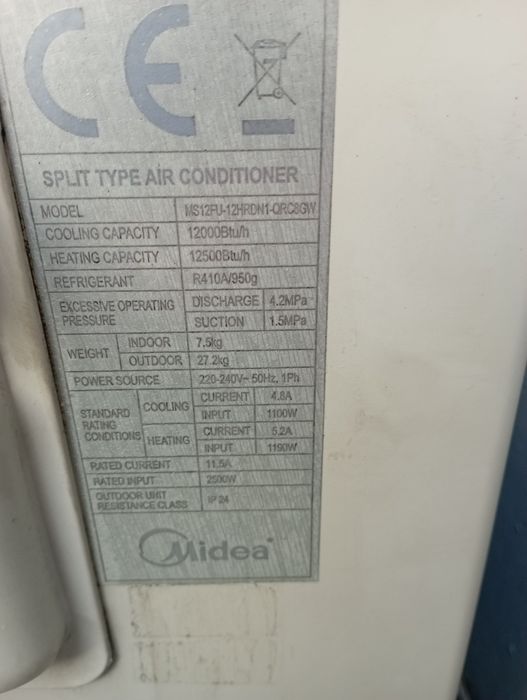 CE
SPLIT TYPE AIR CONDITIONER
MODEL MS12FU-12HRDN1-QRC8GW
COOLING CAPACITY 12000Btu/h
HEATING CAPACITY 12500Btu/h
REFRIGERANT R410A/950g
EXCESSIVE OPERATING PRESSURE DISCHARGE 4.2MPa
SUCTION 1.5MPa
WEIGHT INDOOR 7.5kg
OUTDOOR 27.2kg
POWER SOURCE 220-240V~ 50Hz, 1Ph
STANDARD RATING CONDITIONS COOLING CURRENT 4.8A
INPUT 1100W
HEATING CURRENT 5.2A
INPUT 1190W
RATED CURRENT 11.5A
RATED INPUT 2500W
OUTDOOR UNIT RESISTANCE CLASS IP24
Midea